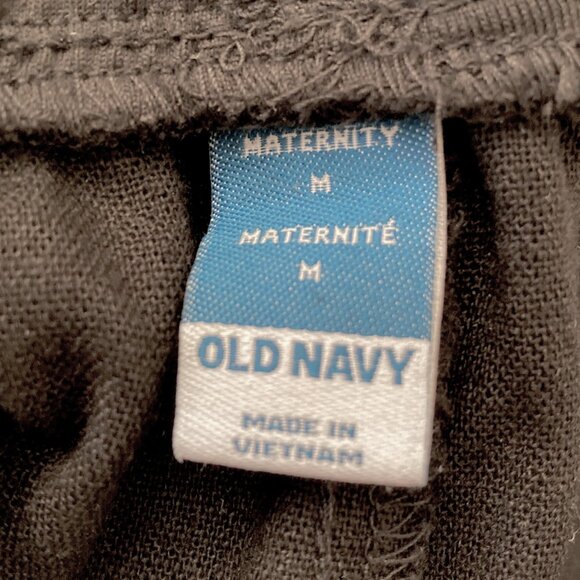 MATERNITY
M
MATERNITÉ
M
OLD NAVY
MADE IN
VIETNAM